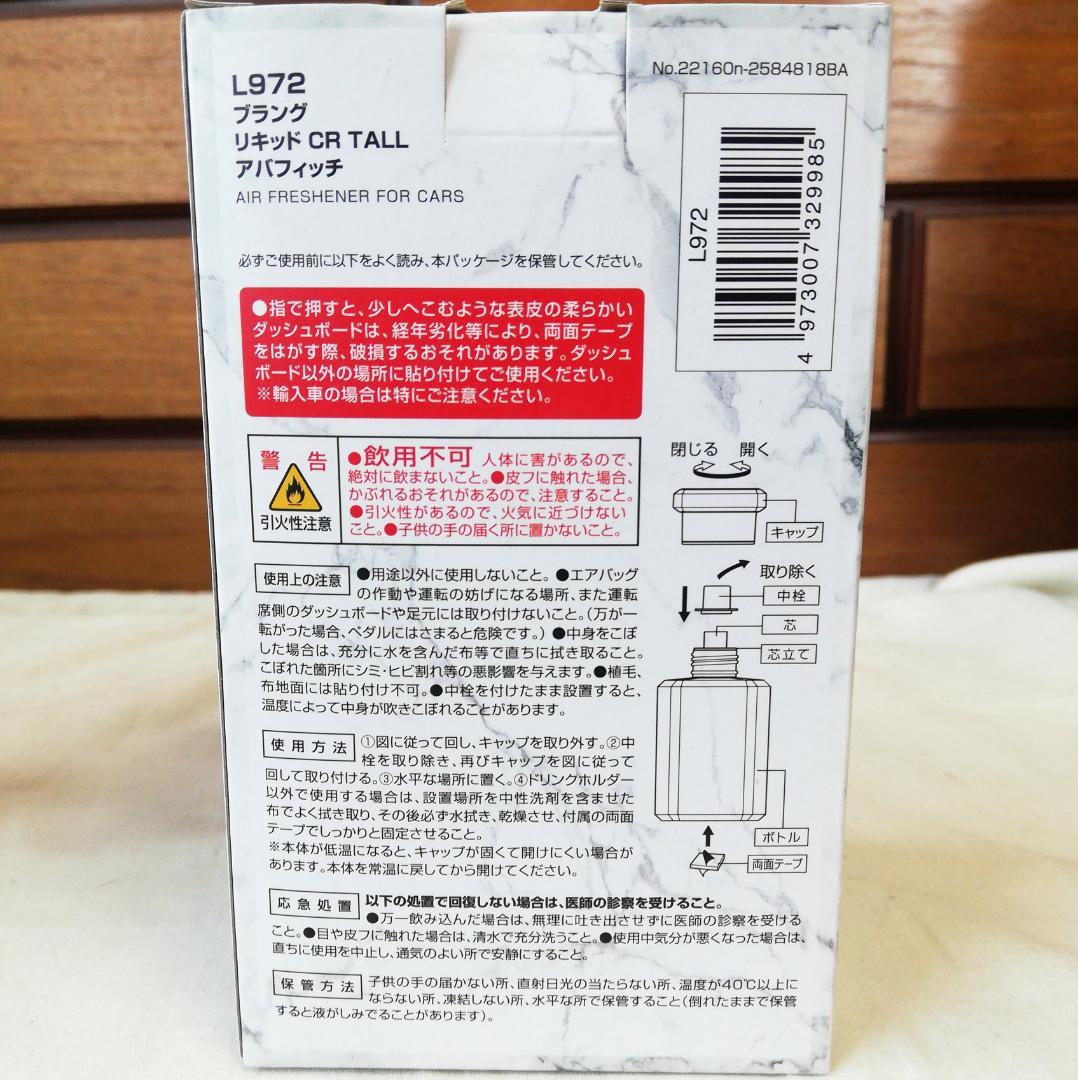 L972
ブラング
リキッド CR TALL
アバフィッチ
AIR FRESHENER FOR CARS
No.22160n-2584818BA
L972
4 973007 329985
必ずご使用前に以下をよく読み、本パッケージを保管してください。
●指で押すと、少しへこむような表皮の柔らかい
ダッシュボードは、経年劣化等により、両面テープ
をはがす際、破損するおそれがあります。ダッシュ
ボード以外の場所に貼り付けてご使用ください。
※輸入車の場合は特にご注意ください。
警告
引火性注意
●飲用不可 人体に害があるので、
絶対に飲まないこと。●皮フに触れた場合、
かぶれるおそれがあるので、注意すること。
●引火性があるので、火気に近づけない
こと。●子供の手の届く所に置かないこと。
使用上の注意 ●用途以外に使用しないこと。●エアバッグ
の作動や運転の妨げになる場所、また運転
席側のダッシュボードや足元には取り付けないこと。(万が一
転がった場合、ペダルにはさまると危険です。)●中身をこぼ
した場合は、充分に水を含んだ布等で直ちに拭き取ること。
こぼれた箇所にシミ・ヒビ割れ等の悪影響を与えます。●植毛、
布地面には貼り付け不可。●中栓を付けたまま設置すると、
温度によって中身が吹きこぼれることがあります。
使用方法 ①図に従って回し、キャップを取り外す。②中
栓を取り除き、再びキャップを図に従って
回して取り付ける。③水平な場所に置く。④ドリンクホルダー
以外で使用する場合は、設置場所を中性洗剤を含ませた
布でよく拭き取り、その後必ず水拭き、乾燥させ、付属の両面
テープでしっかりと固定させること。
※本体が低温になると、キャップが固くて開けにくい場合が
あります。本体を常温に戻してから開けてください。
閉じる 開く
キャップ
取り除く
中栓
芯
芯立て
ボトル
両面テープ
応急処置 以下の処置で回復しない場合は、医師の診察を受けること。
●万一飲み込んだ場合は、無理に吐き出させずに医師の診察を受ける
こと。●目や皮フに触れた場合は、清水で充分洗うこと。●使用中気分が悪くなった場合は、
直ちに使用を中止し、通気のよい所で安静にすること。
保管方法 子供の手の届かない所、直射日光の当たらない所、温度が40℃以上に
ならない所、凍結しない所、水平な所で保管すること(倒れたままで保管
すると液がしみでることがあります)。